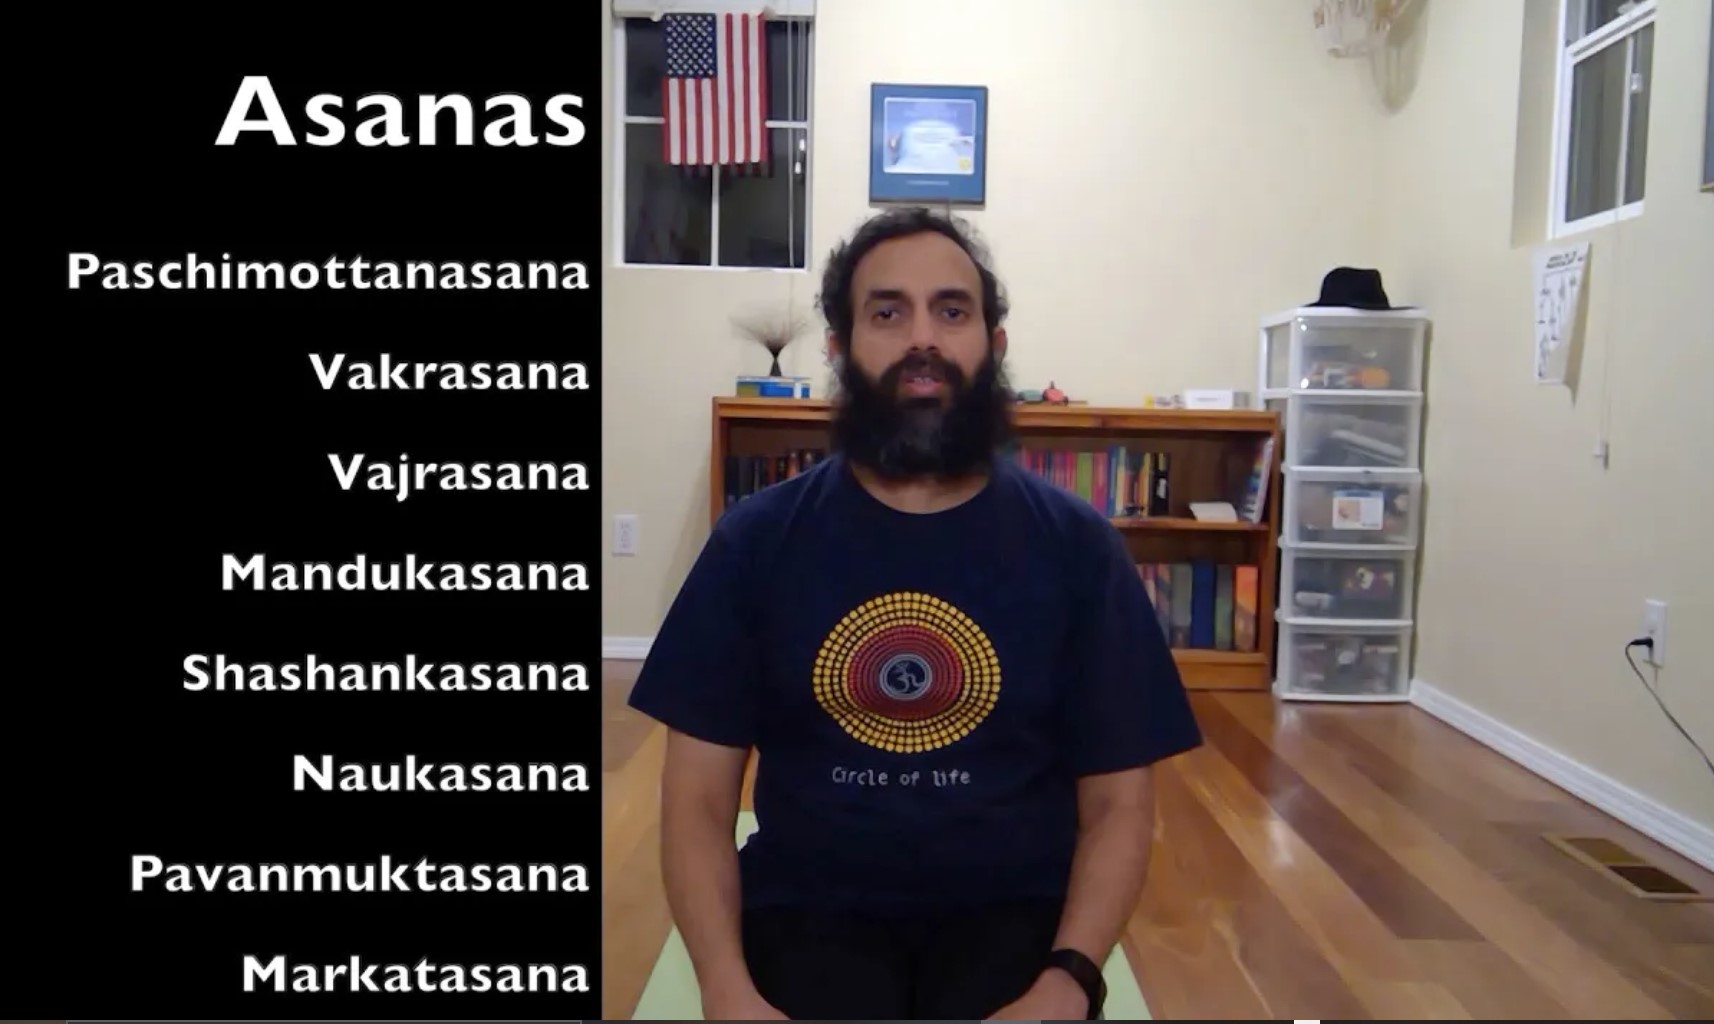 Asanas
Paschimottanasana
Vakrasana
Vajrasana
Mandukasana
Shashankasana
Naukasana
Pavanmuktasana
Markatasana
Circle of life